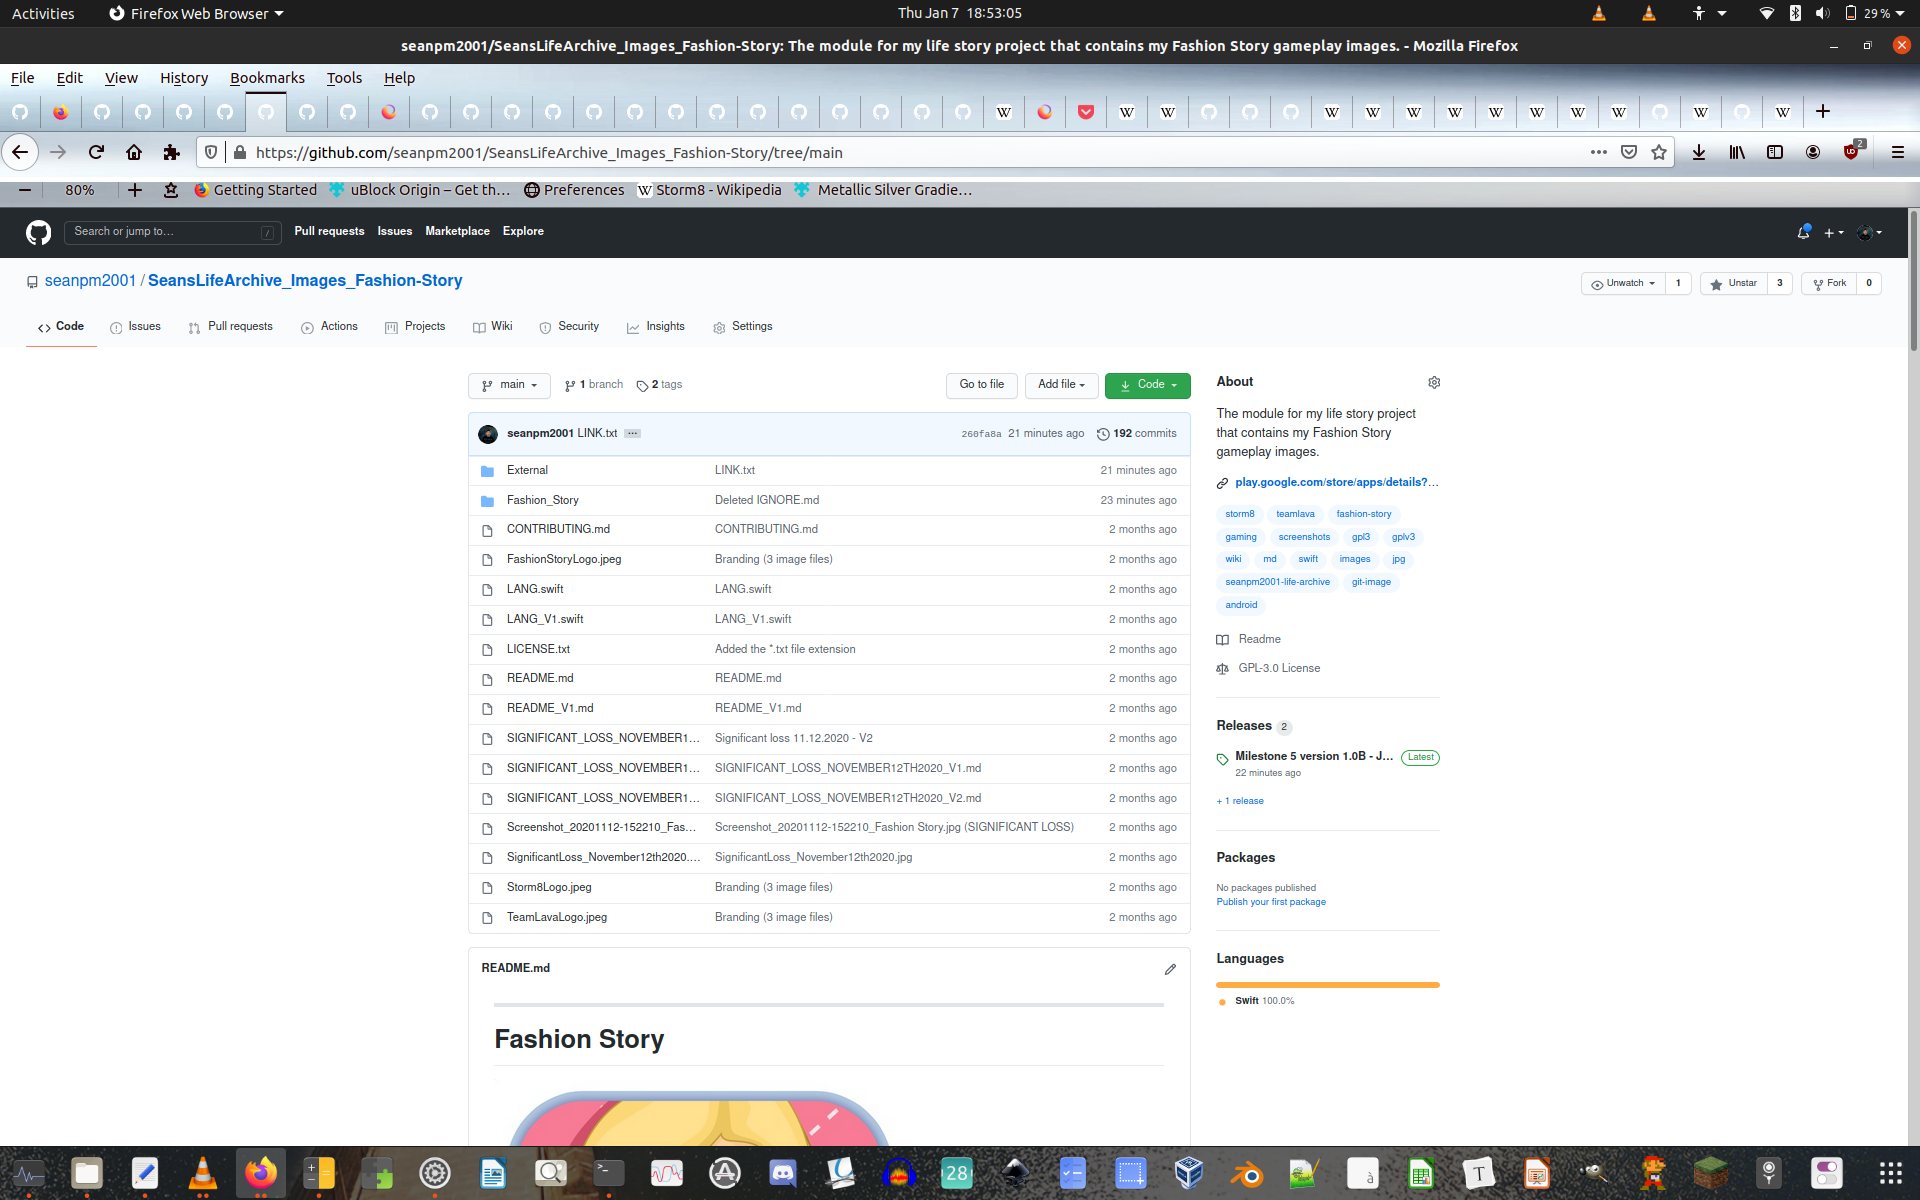 Activities Firefox Web Browser Thu Jan 7 18:53:05 29 %
seanpm2001/SeansLifeArchive_Images_Fashion-Story: The module for my life story project that contains my Fashion Story gameplay images. - Mozilla Firefox
File Edit View History Bookmarks Tools Help
https://github.com/seanpm2001/SeansLifeArchive_Images_Fashion-Story/tree/main 2
80% Getting Started uBlock Origin – Get th… Preferences Storm8 - Wikipedia Metallic Silver Gradie…
Search or jump to… / Pull requests Issues Marketplace Explore
seanpm2001 / SeansLifeArchive_Images_Fashion-Story Unwatch 1 Unstar 3 Fork 0
Code Issues Pull requests Actions Projects Wiki Security Insights Settings
main 1 branch 2 tags Go to file Add file Code
seanpm2001 LINK.txt 260fa8a 21 minutes ago 192 commits
External LINK.txt 21 minutes ago
Fashion_Story Deleted IGNORE.md 23 minutes ago
CONTRIBUTING.md CONTRIBUTING.md 2 months ago
FashionStoryLogo.jpeg Branding (3 image files) 2 months ago
LANG.swift LANG.swift 2 months ago
LANG_V1.swift LANG_V1.swift 2 months ago
LICENSE.txt Added the *.txt file extension 2 months ago
README.md README.md 2 months ago
README_V1.md README_V1.md 2 months ago
SIGNIFICANT_LOSS_NOVEMBER1… Significant loss 11.12.2020 - V2 2 months ago
SIGNIFICANT_LOSS_NOVEMBER1… SIGNIFICANT_LOSS_NOVEMBER12TH2020_V1.md 2 months ago
SIGNIFICANT_LOSS_NOVEMBER1… SIGNIFICANT_LOSS_NOVEMBER12TH2020_V2.md 2 months ago
Screenshot_20201112-152210_Fas… Screenshot_20201112-152210_Fashion Story.jpg (SIGNIFICANT LOSS) 2 months ago
SignificantLoss_November12th2020.… SignificantLoss_November12th2020.jpg 2 months ago
Storm8Logo.jpeg Branding (3 image files) 2 months ago
TeamLavaLogo.jpeg Branding (3 image files) 2 months ago
README.md
Fashion Story
About
The module for my life story project
that contains my Fashion Story
gameplay images.
play.google.com/store/apps/details?…
storm8 teamlava fashion-story
gaming screenshots gpl3 gplv3
wiki md swift images jpg
seanpm2001-life-archive git-image
android
Readme
GPL-3.0 License
Releases 2
Milestone 5 version 1.0B - J… Latest
22 minutes ago
+ 1 release
Packages
No packages published
Publish your first package
Languages
Swift 100.0%
28